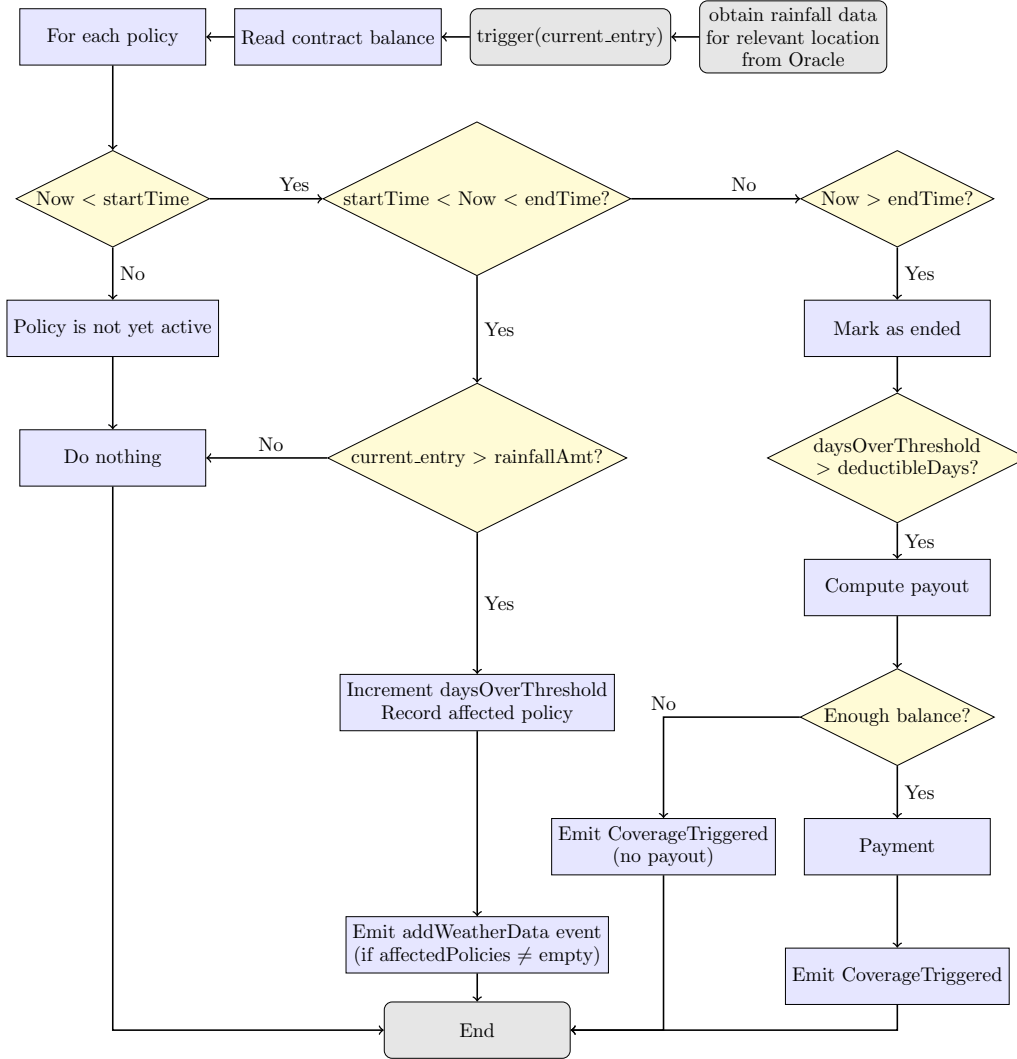 For each policy
Read contract balance
trigger(current_entry)
obtain rainfall data
for relevant location
from Oracle
Now < startTime
Yes
startTime < Now < endTime?
No
Now > endTime?
No
Yes
Yes
Policy is not yet active
Mark as ended
Do nothing
No
current_entry > rainfallAmt?
daysOverThreshold
> deductibleDays?
Yes
Compute payout
Yes
Increment daysOverThreshold
Record affected policy
No
Enough balance?
Yes
Emit CoverageTriggered
(no payout)
Payment
Emit addWeatherData event
(if affectedPolicies ≠ empty)
Emit CoverageTriggered
End